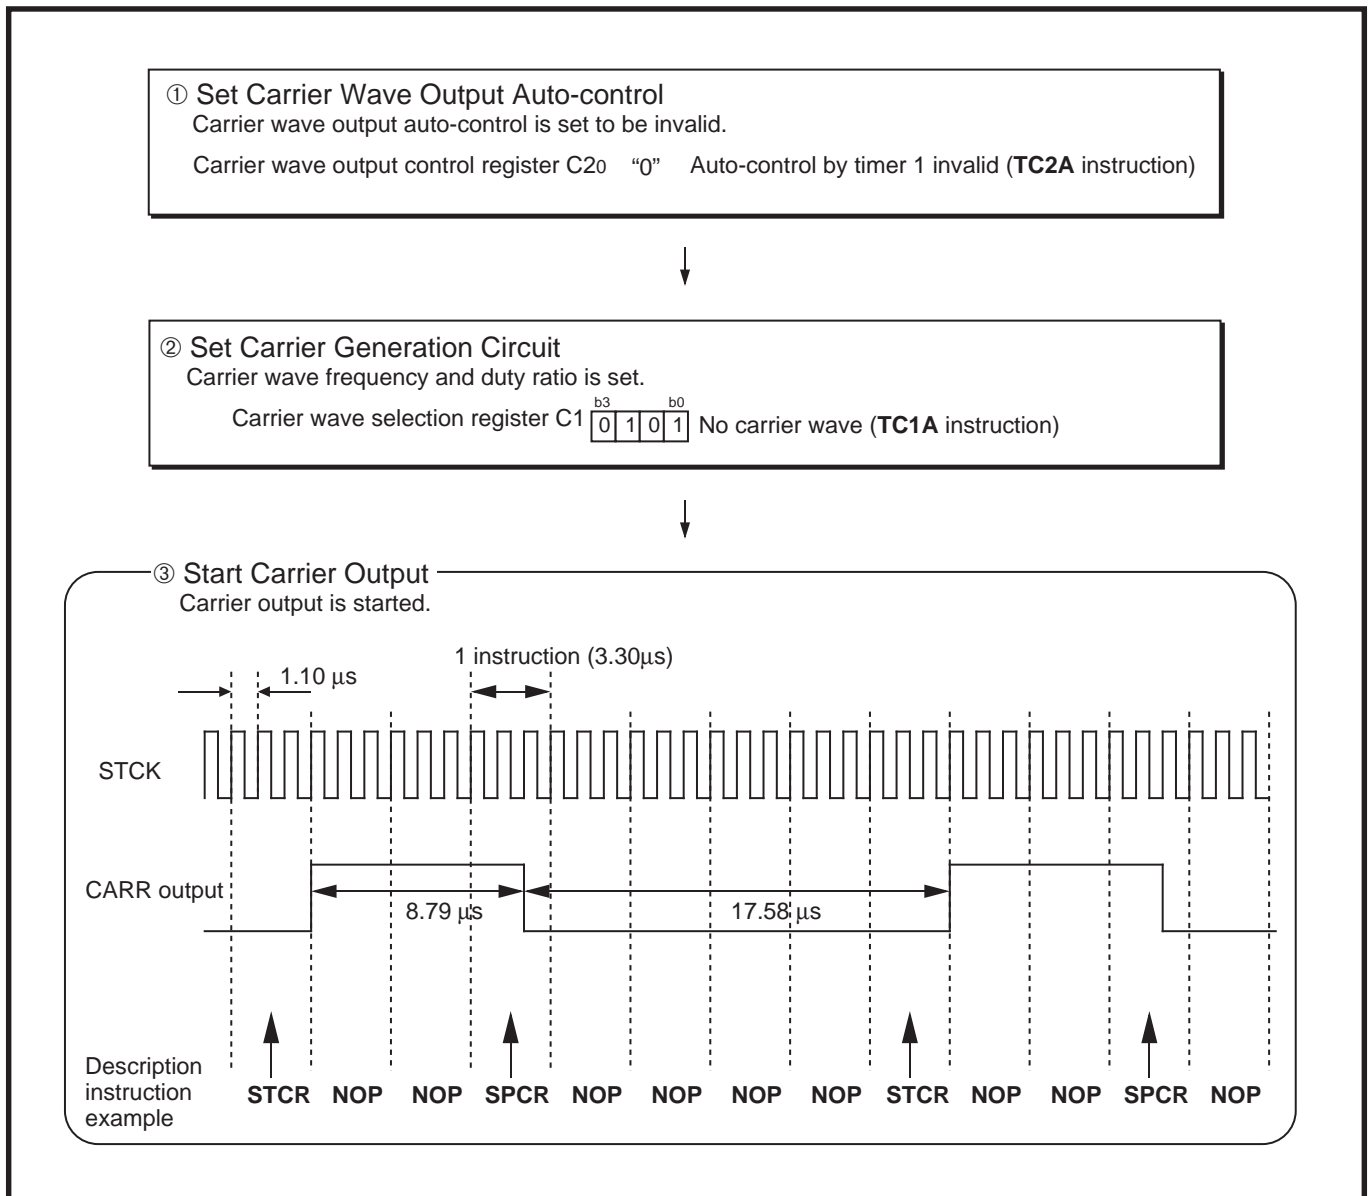 ① Set Carrier Wave Output Auto-control
Carrier wave output auto-control is set to be invalid.
Carrier wave output control register C20 “0” Auto-control by timer 1 invalid (TC2A instruction)
② Set Carrier Generation Circuit
Carrier wave frequency and duty ratio is set.
b3 b0
Carrier wave selection register C1 0 1 0 1 No carrier wave (TC1A instruction)
③ Start Carrier Output
Carrier output is started.
1 instruction (3.30µs)
1.10 µs
STCK
CARR output
8.79 µs 17.58 µs
Description
instruction
example
STCR NOP NOP SPCR NOP NOP NOP NOP STCR NOP NOP SPCR NOP